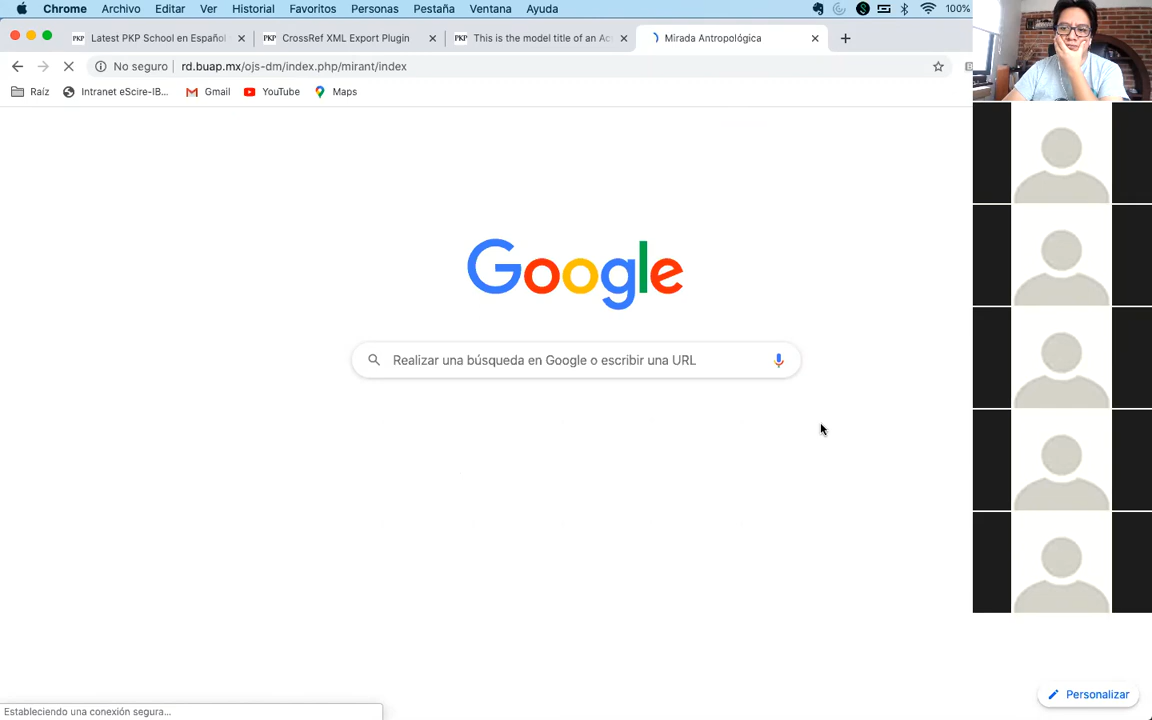 Chrome Archivo Editar Ver Historial Favoritos Personas Pestaña Ventana Ayuda 100%
PKP Latest PKP School en Español PKP CrossRef XML Export Plugin PKP This is the model title of an Ac Mirada Antropológica
No seguro rd.buap.mx/ojs-dm/index.php/mirant/index
Raíz Intranet eScire-IB... Gmail YouTube Maps
Google
Realizar una búsqueda en Google o escribir una URL
Personalizar
Estableciendo una conexión segura...